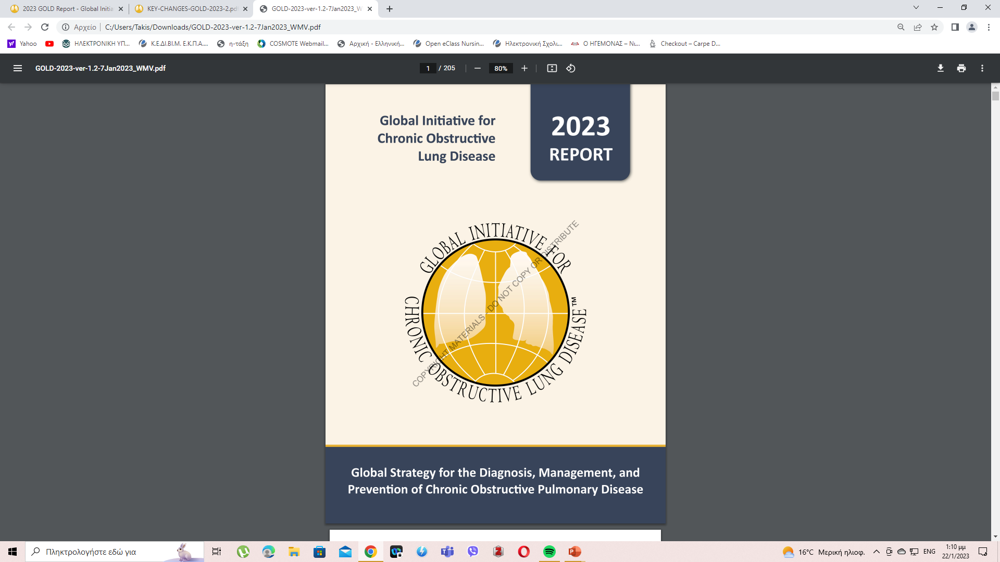 2023 GOLD Report - Global Initia
KEY-CHANGES-GOLD-2023-2.pd
GOLD-2023-ver-1.2-7Jan2023_W
Αρχείο
C:/Users/Takis/Downloads/GOLD-2023-ver-1.2-7Jan2023_WMV.pdf
Yahoo
ΗΛΕΚΤΡΟΝΙΚΗ ΥΠ...
Κ.Ε.ΔΙ.ΒΙ.Μ. Ε.Κ.Π.Α....
η-τάξη
COSMOTE Webmail...
Αρχική - Ελληνική...
Open eClass Nursin...
Ηλεκτρονική Σχολι...
Ο ΗΓΕΜΟΝΑΣ – Νι...
Checkout – Carpe D...
GOLD-2023-ver-1.2-7Jan2023_WMV.pdf
1 / 205
80%
Global Initiative for
Chronic Obstructive
Lung Disease
2023
REPORT
GLOBAL INITIATIVE FOR
CHRONIC OBSTRUCTIVE LUNG DISEASE™
COPYRIGHT MATERIALS - DO NOT COPY OR DISTRIBUTE
Global Strategy for the Diagnosis, Management, and
Prevention of Chronic Obstructive Pulmonary Disease
Πληκτρολογήστε εδώ για
16°C Μερική ηλιοφ.
ENG
1:10 μμ
22/1/2023